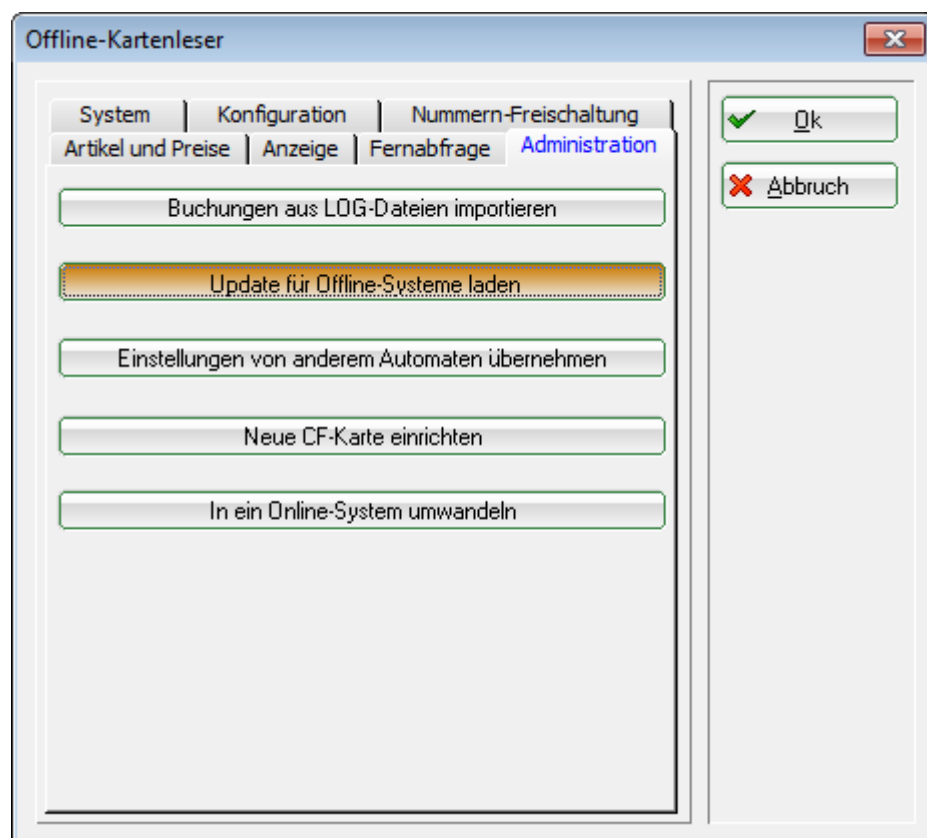 Offline-Kartenleser
System Konfiguration Nummern-Freischaltung
Artikel und Preise Anzeige Fernabfrage Administration
Buchungen aus LOG-Dateien importieren
Update für Offline-Systeme laden
Einstellungen von anderem Automaten übernehmen
Neue CF-Karte einrichten
In ein Online-System umwandeln
Ok
Abbruch